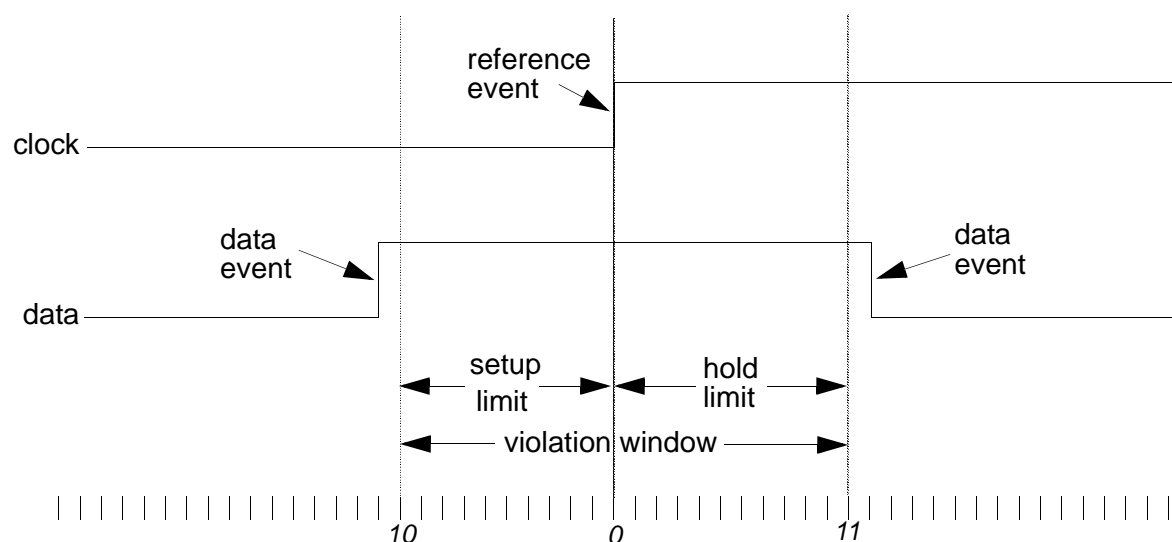 reference
event
clock
data
event
data
event
data
setup
limit
hold
limit
violation window
10
0
11